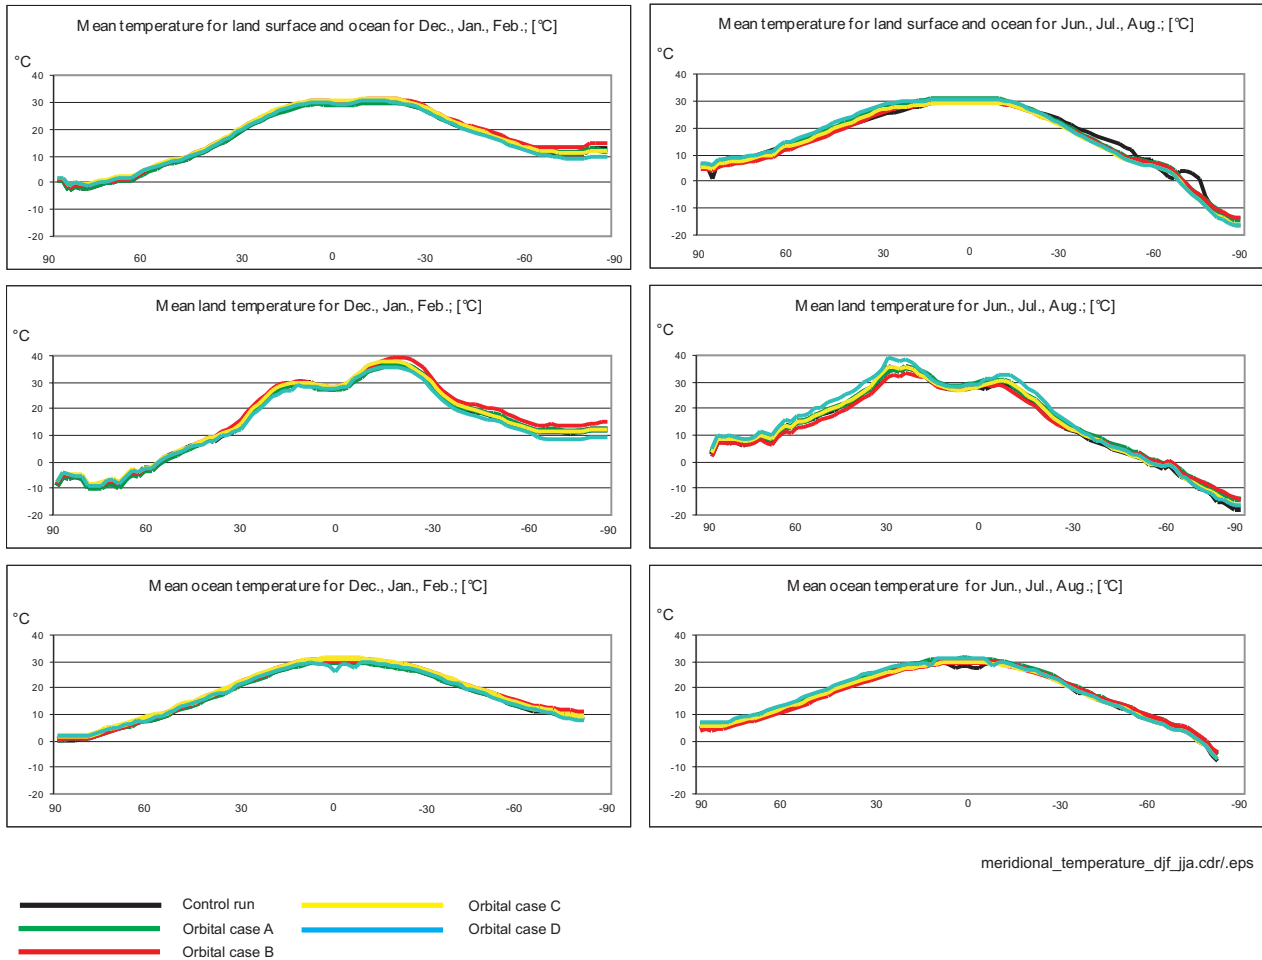 Mean temperature for land surface and ocean for Dec., Jan., Feb.; [°C]
°C
40
30
20
10
0
-10
-20
90 60 30 0 -30 -60 -90
Mean temperature for land surface and ocean for Jun., Jul., Aug.; [°C]
°C
40
30
20
10
0
-10
-20
90 60 30 0 -30 -60 -90
Mean land temperature for Dec., Jan., Feb.; [°C]
°C
40
30
20
10
0
-10
-20
90 60 30 0 -30 -60 -90
Mean land temperature for Jun., Jul., Aug.; [°C]
°C
40
30
20
10
0
-10
-20
90 60 30 0 -30 -60 -90
Mean ocean temperature for Dec., Jan., Feb.; [°C]
°C
40
30
20
10
0
-10
-20
90 60 30 0 -30 -60 -90
Mean ocean temperature for Jun., Jul., Aug.; [°C]
°C
40
30
20
10
0
-10
-20
90 60 30 0 -30 -60 -90
meridional_temperature_djf_jja.cdr/.eps
Control run
Orbital case A
Orbital case B
Orbital case C
Orbital case D